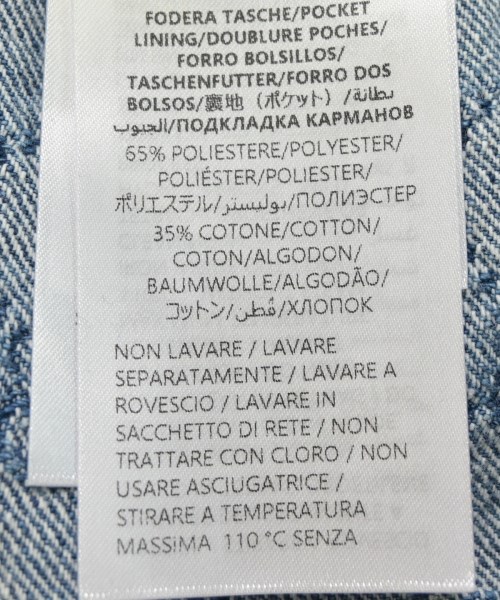 FODERA TASCHE/POCKET
LINING/DOUBLURE POCHES/
FORRO BOLSILLOS/
TASCHENFUTTER/FORRO DOS
BOLSOS/裏地 (ポケット) /بطانة
الجيوب/ПОДКЛАДКА КАРМАНОВ
65% POLIESTERE/POLYESTER/
POLIÉSTER/POLIESTER/
ポリエステル/بوليستر/ПОЛИЭСТЕР
35% COTONE/COTTON/
COTON/ALGODON/
BAUMWOLLE/ALGODÃO/
コットン/قُطن/ХЛОПОК
NON LAVARE / LAVARE
SEPARATAMENTE / LAVARE A
ROVESCIO / LAVARE IN
SACCHETTO DI RETE / NON
TRATTARE CON CLORO / NON
USARE ASCIUGATRICE /
STIRARE A TEMPERATURA
MASSiMA 110 °C SENZA